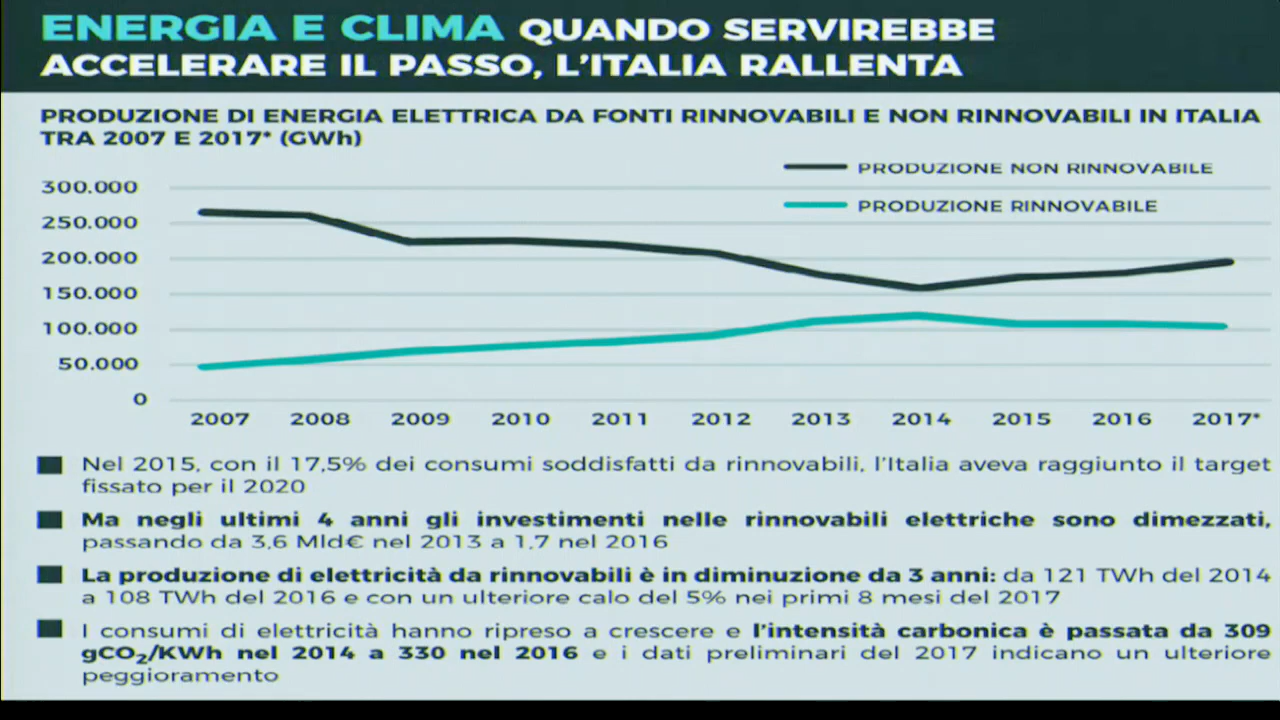 ENERGIA E CLIMA QUANDO SERVIREBBE
ACCELERARE IL PASSO, L'ITALIA RALLENTA
PRODUZIONE DI ENERGIA ELETTRICA DA FONTI RINNOVABILI E NON RINNOVABILI IN ITALIA
TRA 2007 E 2017* (GWh)
PRODUZIONE NON RINNOVABILE
PRODUZIONE RINNOVABILE
300.000
250.000
200.000
150.000
100.000
50.000
0
2007 2008 2009 2010 2011 2012 2013 2014 2015 2016 2017*
Nel 2015, con il 17,5% dei consumi soddisfatti da rinnovabili, l'Italia aveva raggiunto il target
fissato per il 2020
Ma negli ultimi 4 anni gli investimenti nelle rinnovabili elettriche sono dimezzati,
passando da 3,6 Mld€ nel 2013 a 1,7 nel 2016
La produzione di elettricità da rinnovabili è in diminuzione da 3 anni: da 121 TWh del 2014
a 108 TWh del 2016 e con un ulteriore calo del 5% nei primi 8 mesi del 2017
I consumi di elettricità hanno ripreso a crescere e l'intensità carbonica è passata da 309
gCO₂/KWh nel 2014 a 330 nel 2016 e i dati preliminari del 2017 indicano un ulteriore
peggioramento